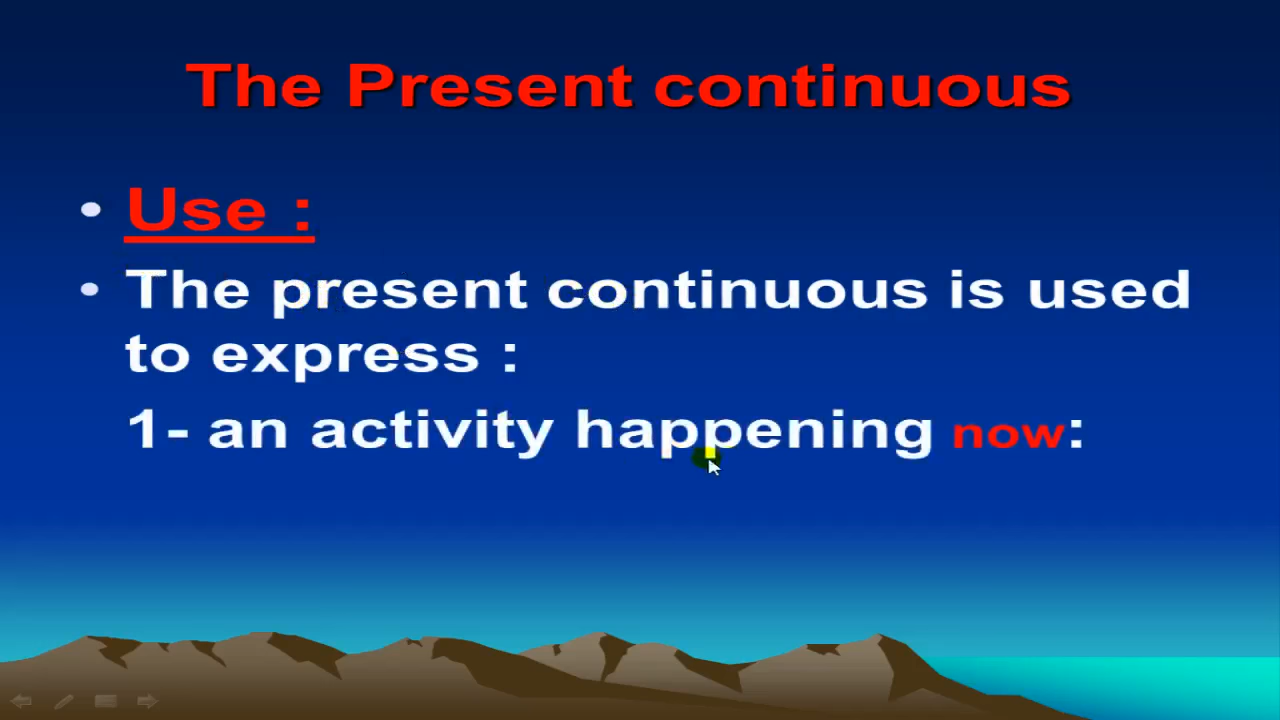 The Present continuous
• Use :
• The present continuous is used
to express :
1- an activity happening now: